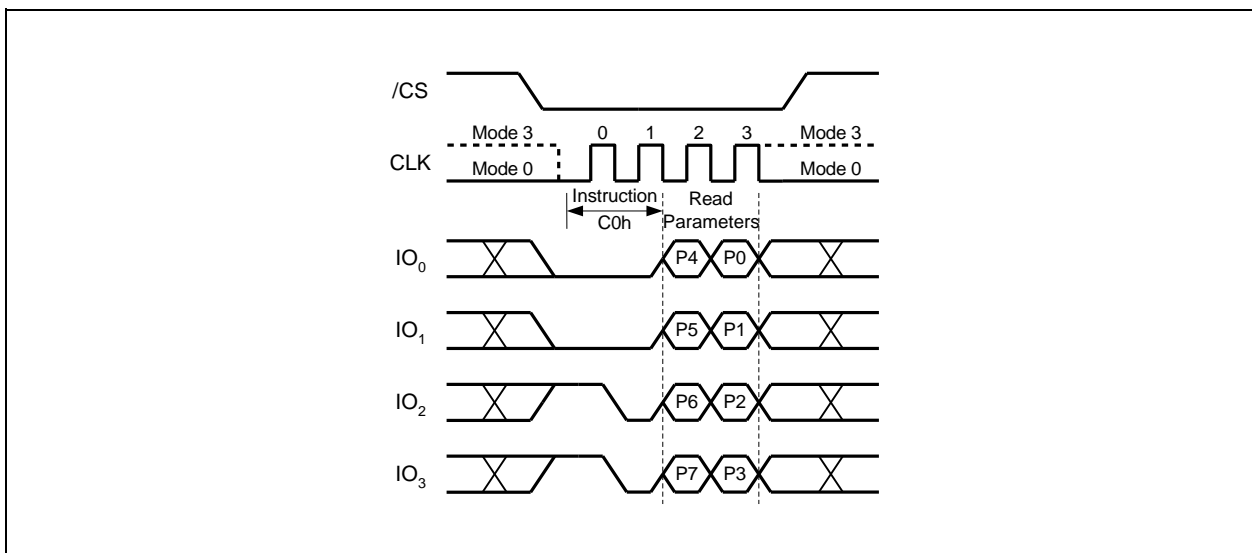 /CS
Mode 3 0 1 2 3 Mode 3
CLK
Mode 0 Mode 0
Instruction Read
C0h Parameters
IO0 P4 P0
IO1 P5 P1
IO2 P6 P2
IO3 P7 P3